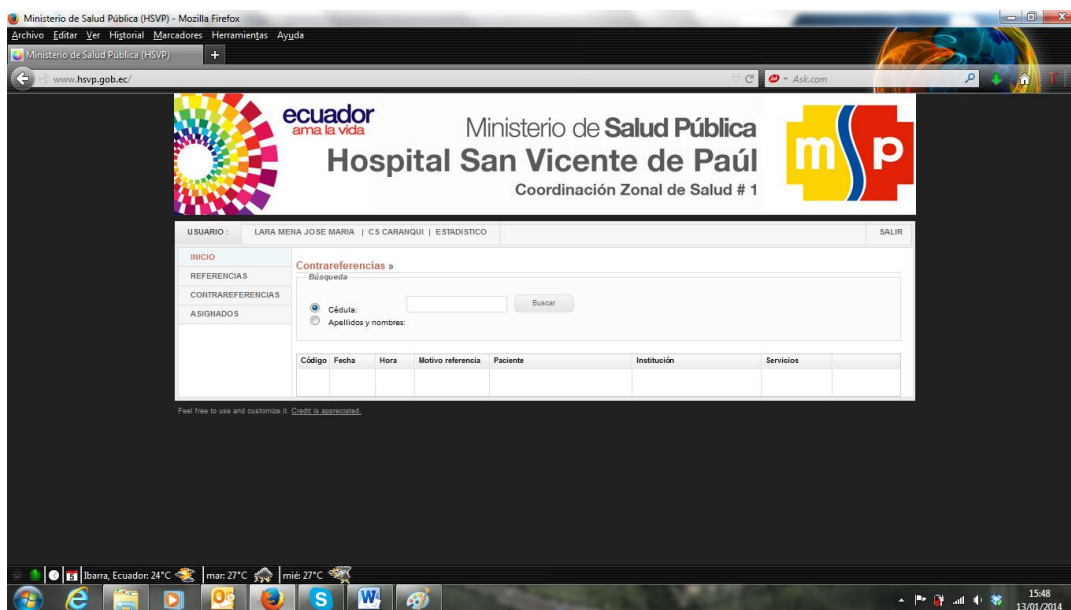 Ministerio de Salud Pública (HSVP) - Mozilla Firefox
Archivo Editar Ver Historial Marcadores Herramientas Ayuda
Ministerio de Salud Pública (HSVP)
www.hsvp.gob.ec/
Ask.com
ecuador
ama la vida
Ministerio de Salud Pública
Hospital San Vicente de Paúl
Coordinación Zonal de Salud # 1
msp
USUARIO : LARA MENA JOSE MARIA | CS CARANQUI | ESTADISTICO SALIR
INICIO
REFERENCIAS
CONTRAREFERENCIAS
ASIGNADOS
Contrareferencias »
Búsqueda
Cédula: Buscar
Apellidos y nombres:
Código Fecha Hora Motivo referencia Paciente Institución Servicios
Feel free to use and customize it. Credit is appreciated.
5 Ibarra, Ecuador: 24°C mar: 27°C mié: 27°C
15:48
13/01/2014